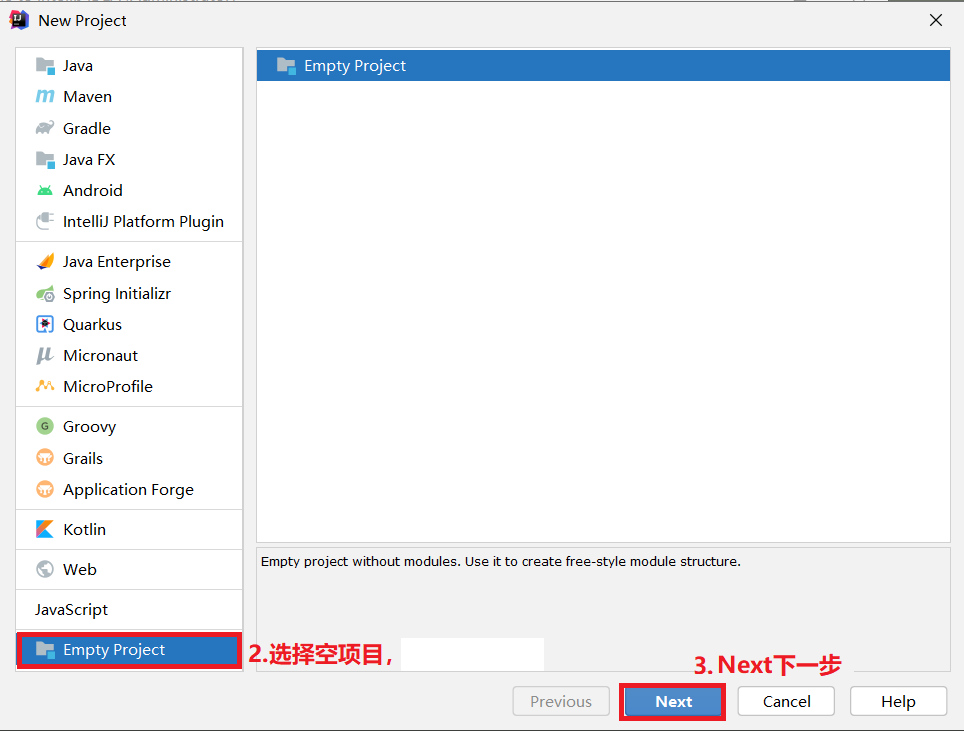 New Project
Java
Maven
Gradle
Java FX
Android
IntelliJ Platform Plugin
Java Enterprise
Spring Initializr
Quarkus
Micronaut
MicroProfile
Groovy
Grails
Application Forge
Kotlin
Web
JavaScript
Empty Project
Empty Project
Empty project without modules. Use it to create free-style module structure.
2.选择空项目，
3. Next下一步
Previous
Next
Cancel
Help